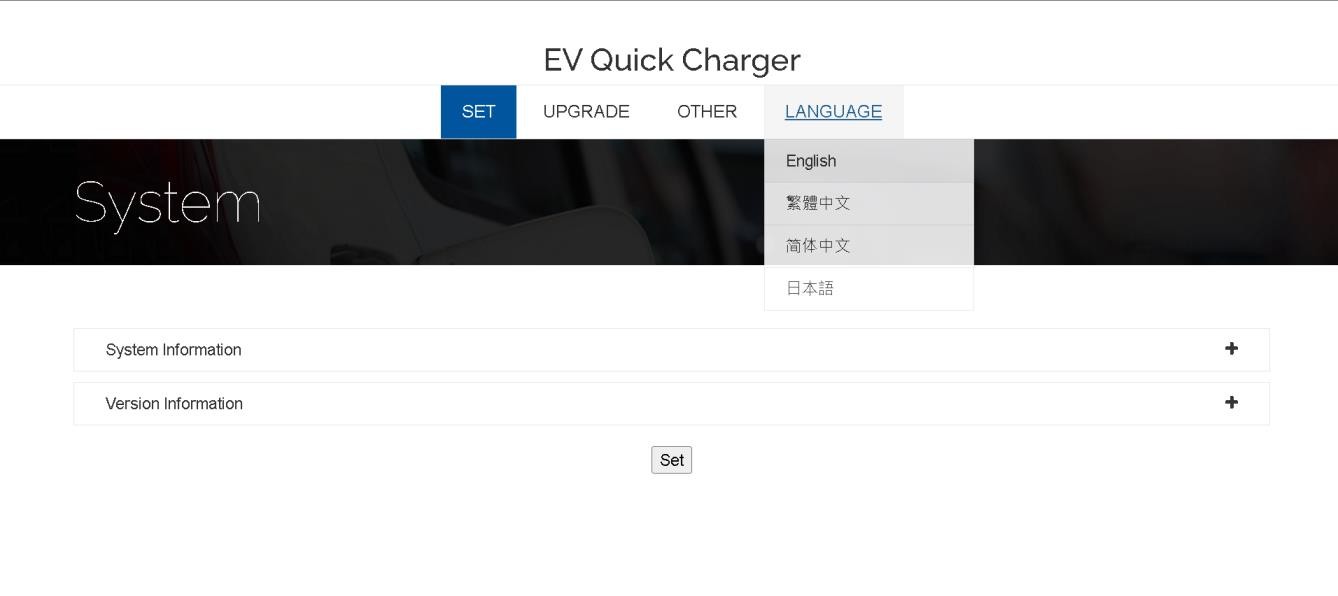 EV Quick Charger
SET UPGRADE OTHER LANGUAGE
English
繁體中文
简体中文
日本語
System
System Information
Version Information
Set